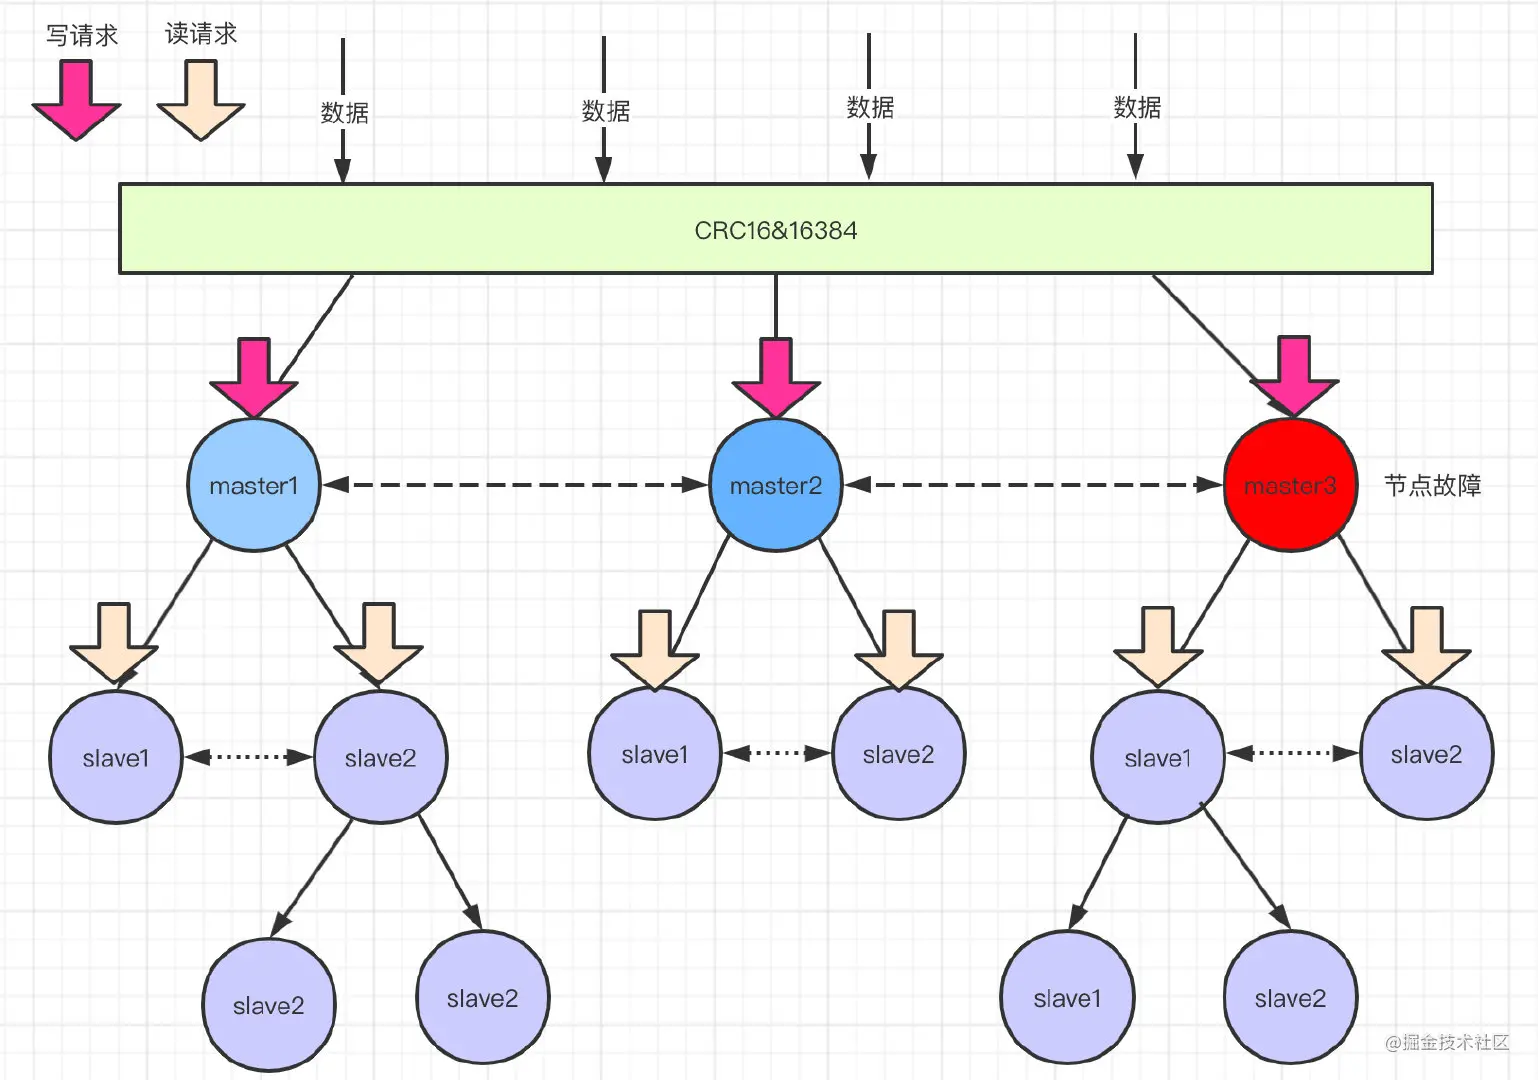 写请求
读请求
数据
数据
数据
数据
CRC16&16384
master1
master2
master3
节点故障
slave1
slave2
slave1
slave2
slave1
slave2
slave2
slave2
slave1
slave2
@掘金技术社区